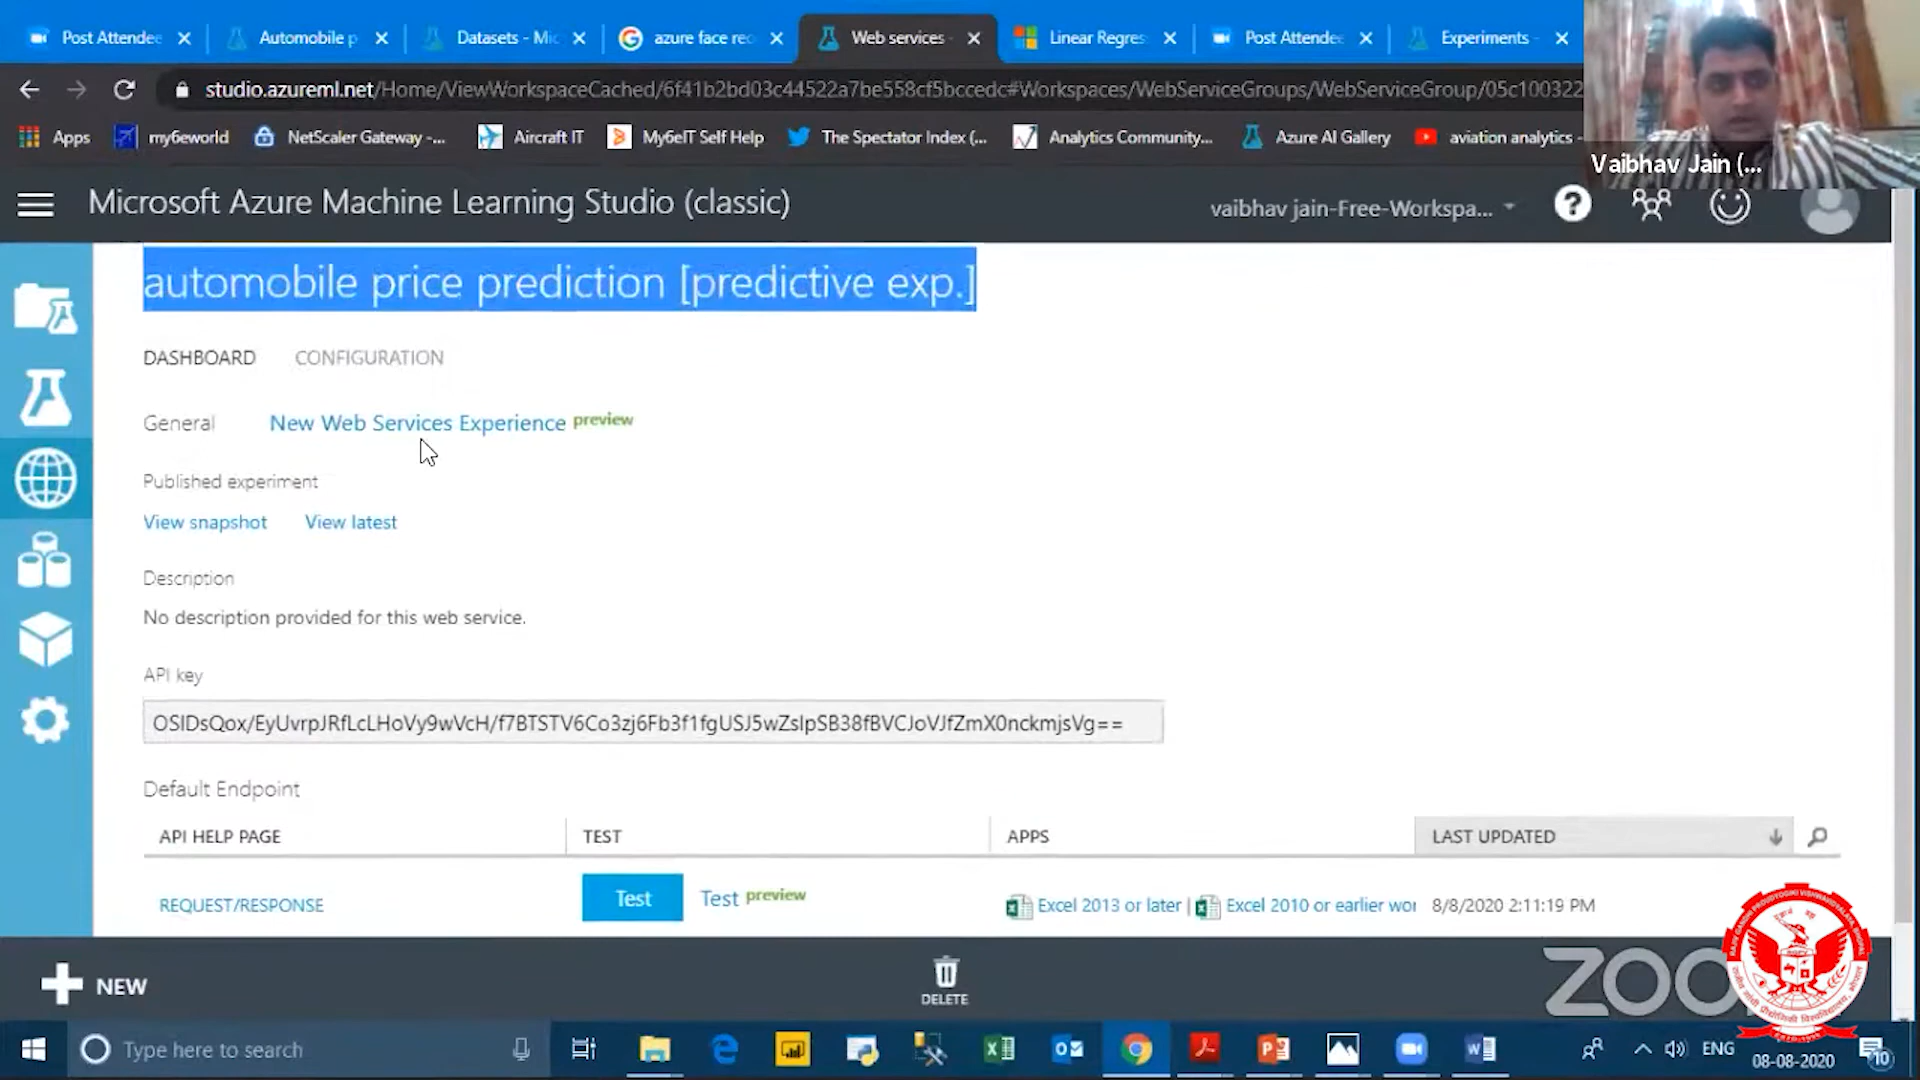 Post Attendee
Automobile p
Datasets - Mic
azure face rec
Web services -
Linear Regres
Post Attendee
Experiments -
studio.azureml.net/Home/ViewWorkspaceCached/6f41b2bd03c44522a7be558cf5bccedc#Workspaces/WebServiceGroups/WebServiceGroup/05c100322
Apps
my6eworld
NetScaler Gateway -...
Aircraft IT
My6eIT Self Help
The Spectator Index (...
Analytics Community...
Azure AI Gallery
aviation analytics -
Vaibhav Jain (...
Microsoft Azure Machine Learning Studio (classic)
vaibhav jain-Free-Workspa...
automobile price prediction [predictive exp.]
DASHBOARD
CONFIGURATION
General
New Web Services Experience preview
Published experiment
View snapshot
View latest
Description
No description provided for this web service.
API key
OSIDsQox/EyUvrpJRfLcLHoVy9wVcH/f7BTSTV6Co3zj6Fb3f1fgUSJ5wZsIpSB38fBVCJoVJfZmX0nckmjsVg==
Default Endpoint
API HELP PAGE
TEST
APPS
LAST UPDATED
REQUEST/RESPONSE
Test
Test preview
Excel 2013 or later |
Excel 2010 or earlier wor
8/8/2020 2:11:19 PM
NEW
DELETE
ZOO
Type here to search
ENG
08-08-2020
10